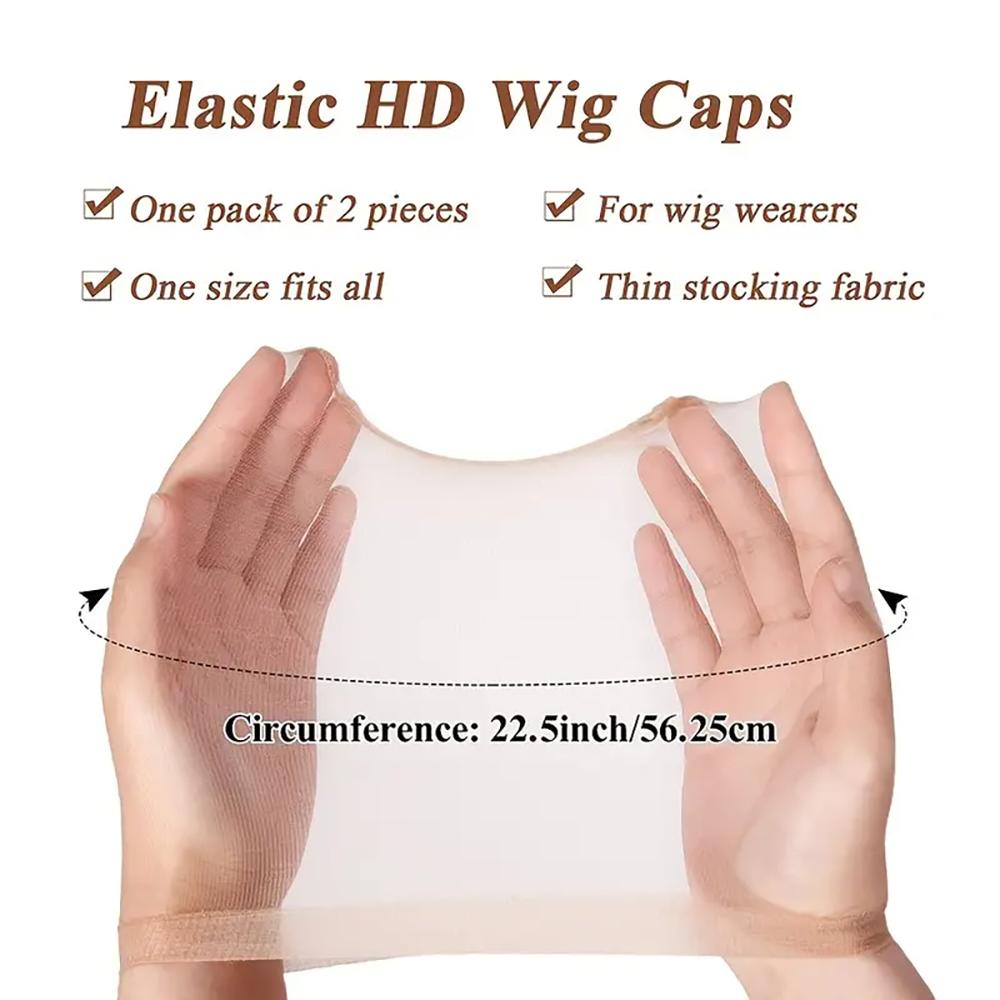 Elastic HD Wig Caps
One pack of 2 pieces
For wig wearers
One size fits all
Thin stocking fabric
Circumference: 22.5inch/56.25cm